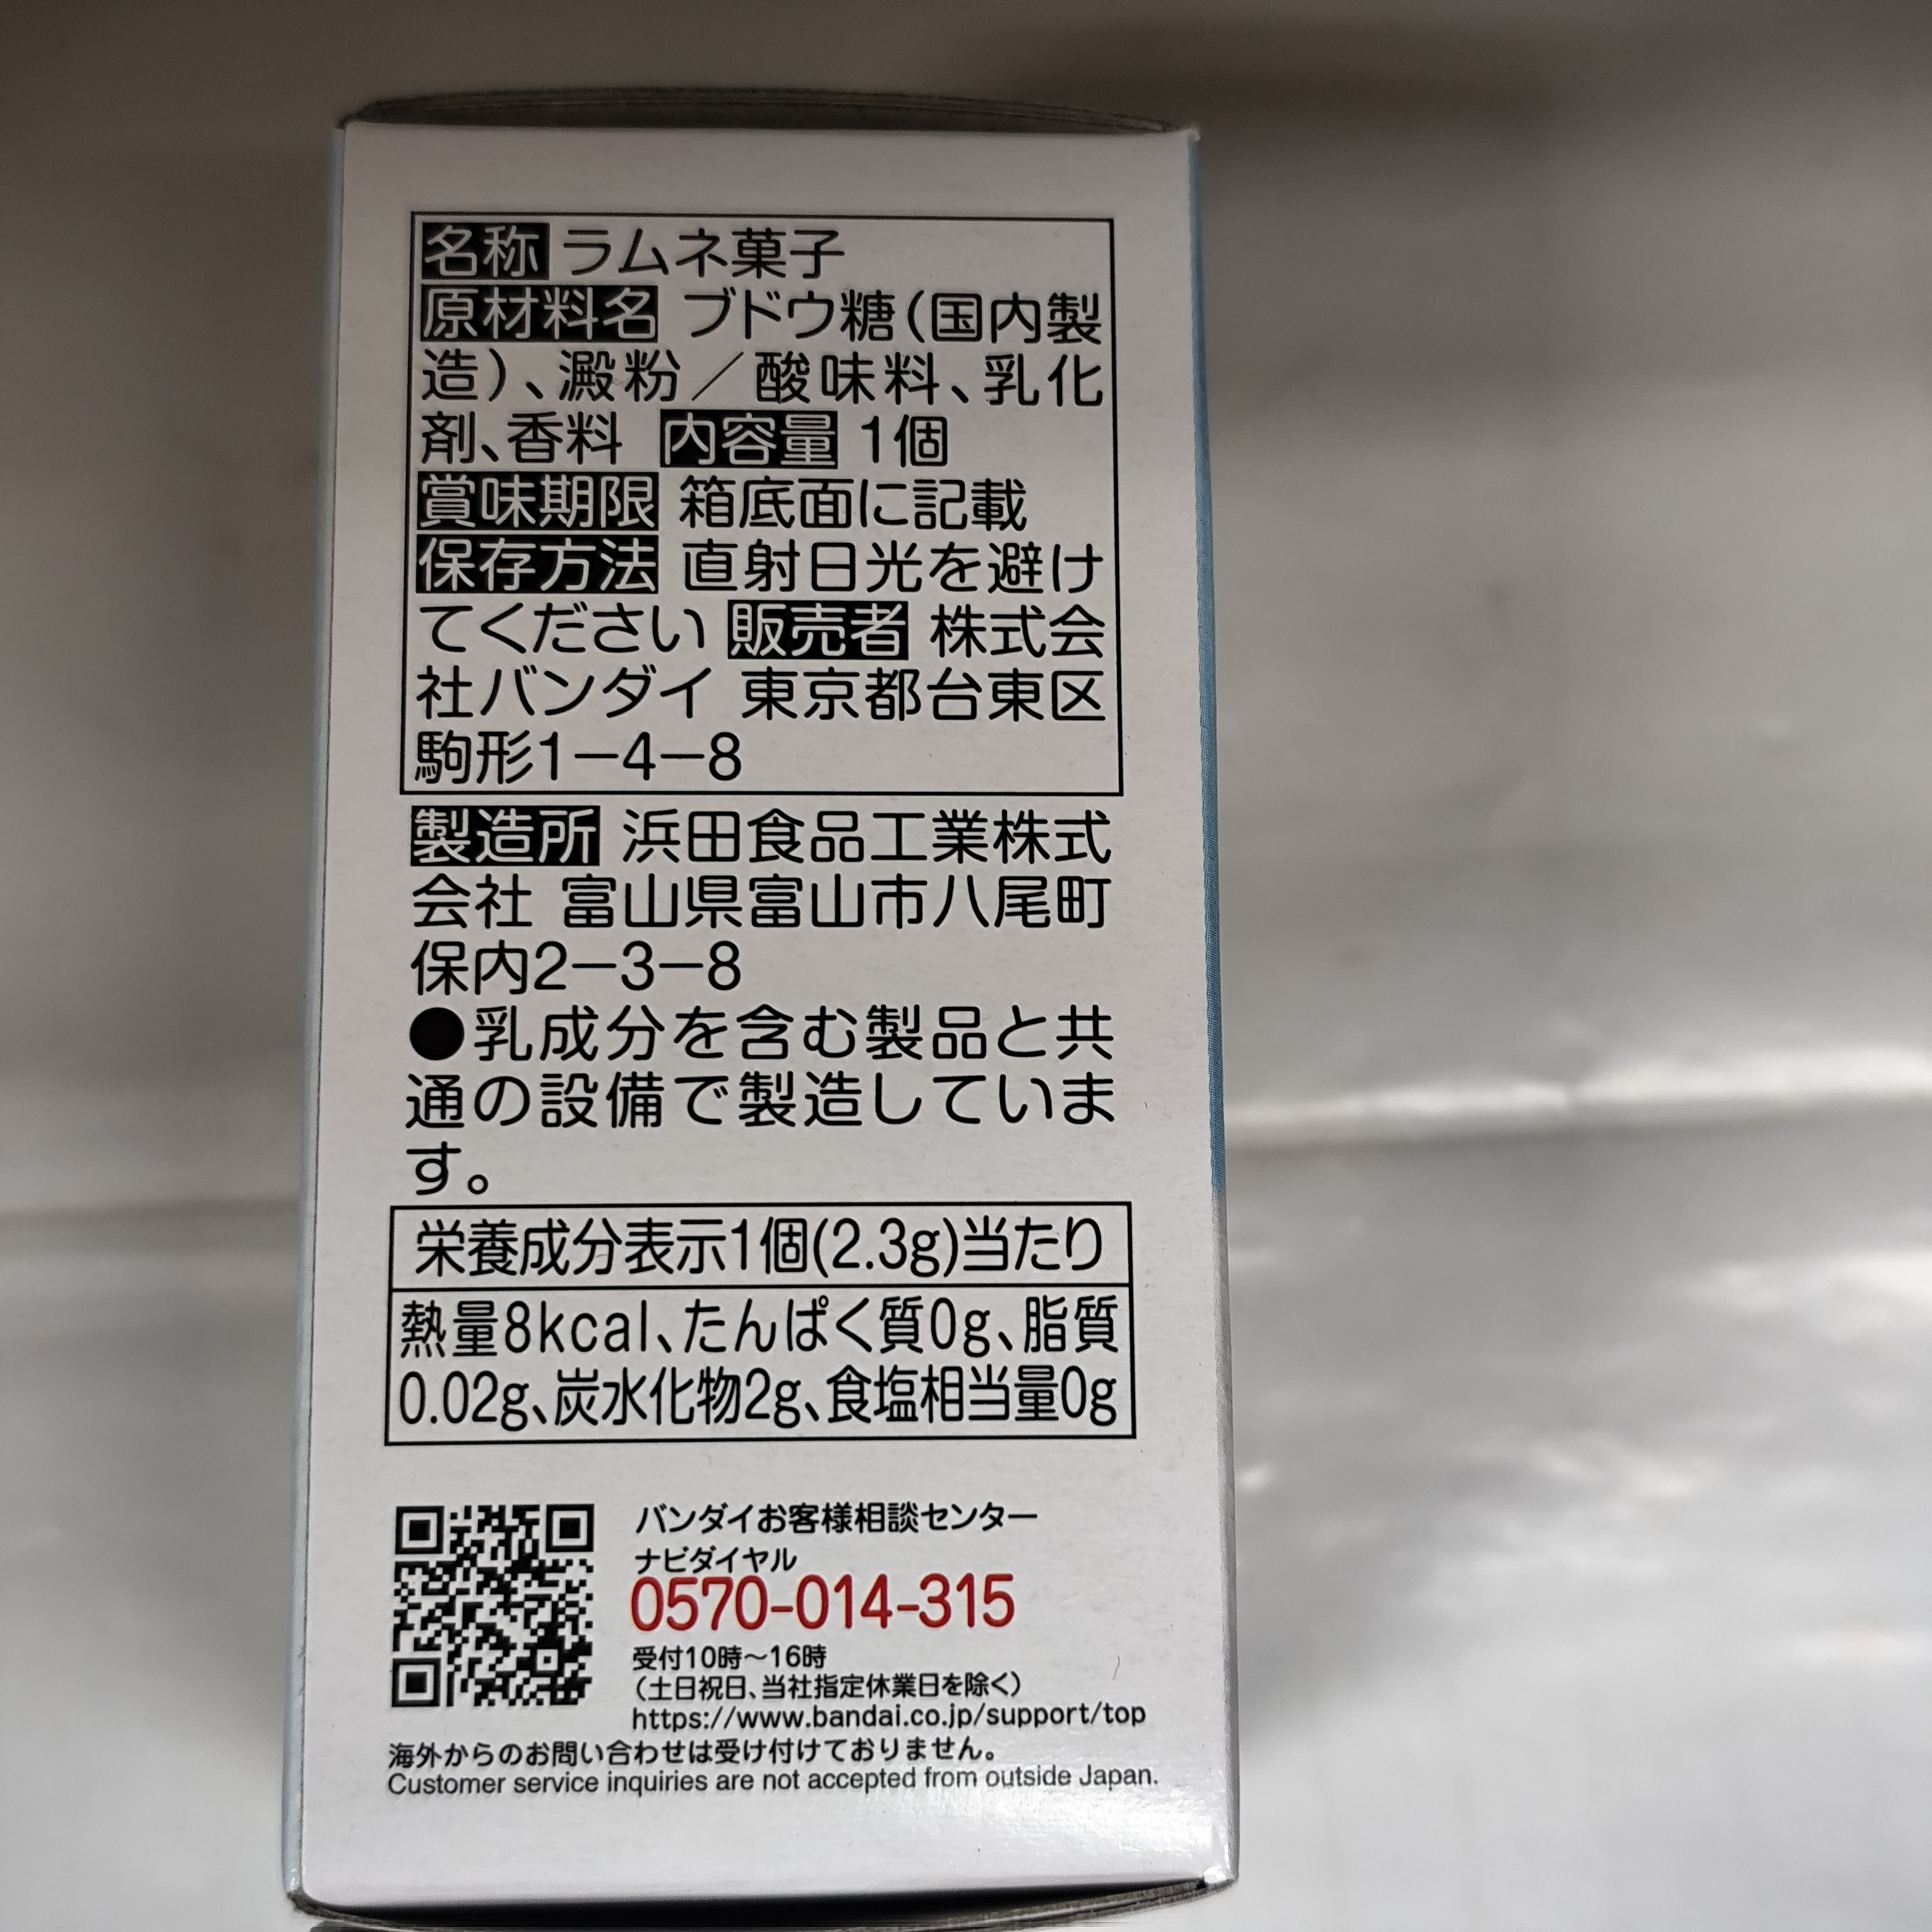 名称 ラムネ菓子
原材料名 ブドウ糖(国内製
造)、澱粉／酸味料、乳化
剤、香料 内容量 1個
賞味期限 箱底面に記載
保存方法 直射日光を避け
てください 販売者 株式会
社バンダイ 東京都台東区
駒形1−4−8
製造所 浜田食品工業株式
会社 富山県富山市八尾町
保内2−3−8
●乳成分を含む製品と共
通の設備で製造していま
す。
栄養成分表示1個(2.3g)当たり
熱量8kcal、たんぱく質0g、脂質
0.02g、炭水化物2g、食塩相当量0g
バンダイお客様相談センター
ナビダイヤル
0570-014-315
受付10時〜16時
(土日祝日、当社指定休業日を除く)
https://www.bandai.co.jp/support/top
海外からのお問い合わせは受け付けておりません。
Customer service inquiries are not accepted from outside Japan.